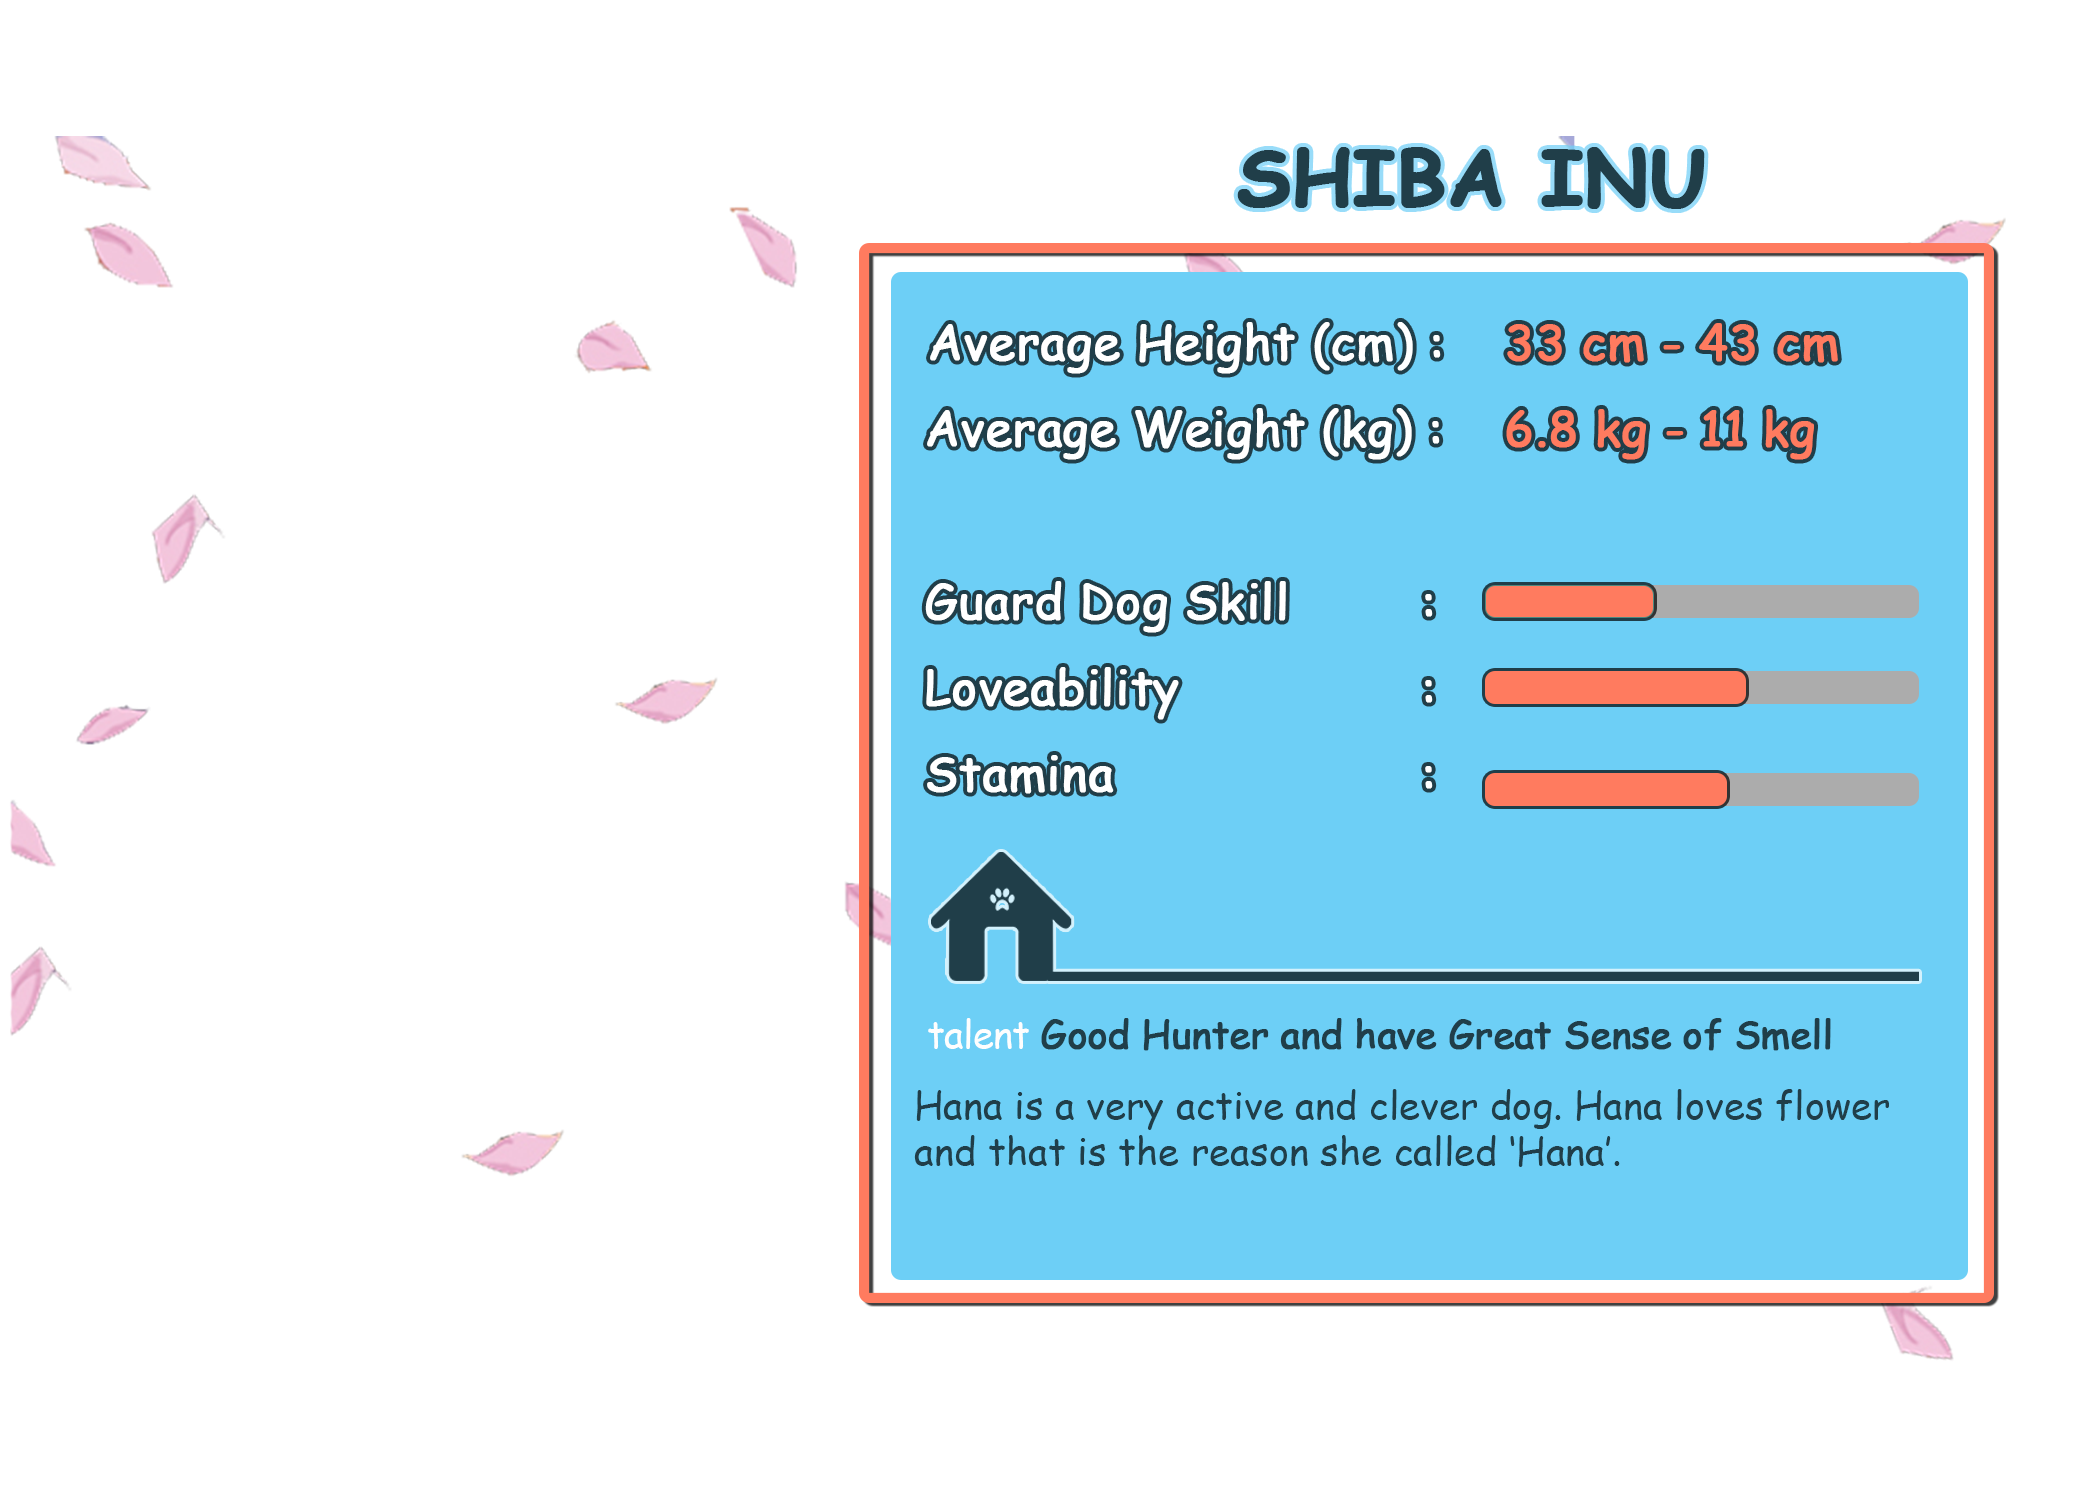 SHIBA INU
Average Height (cm) : 33 cm - 43 cm
Average Weight (kg) : 6.8 kg - 11 kg
Guard Dog Skill :
Loveability :
Stamina :
talent Good Hunter and have Great Sense of Smell
Hana is a very active and clever dog. Hana loves flower
and that is the reason she called ‘Hana’.